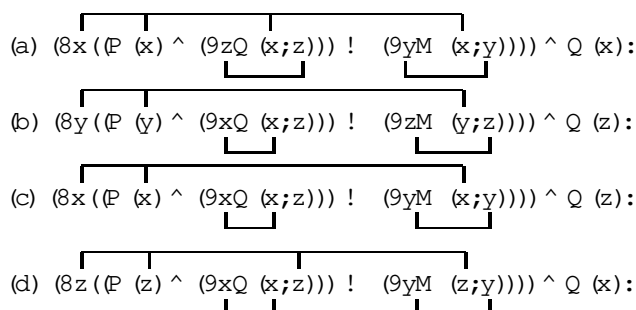 (a) (8x((P (x) ^ (9zQ (x;z))) ! (9yM (x;y)))) ^ Q (x):
(b) (8y((P (y) ^ (9xQ (x;z))) ! (9zM (y;z)))) ^ Q (z):
(c) (8x((P (x) ^ (9xQ (x;z))) ! (9yM (x;y)))) ^ Q (z):
(d) (8z((P (z) ^ (9xQ (x;z))) ! (9yM (z;y)))) ^ Q (x):